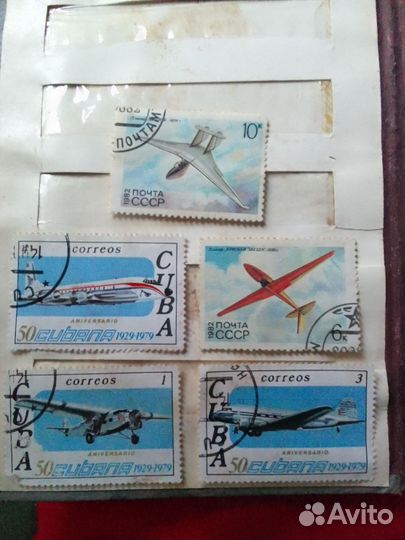 10к
ПОЧТАМ
1982 ПОЧТА
СССР
correos
CUBA
ANIVERSARIO
50 CUBANA 1929-1979
1982 ПОЧТА
СССР
6к
correos 1
CUBA
ANIVERSARIO
50 CUBANA 1929-1979
correos 3
CUBA
ANIVERSARIO
50 CUBANA 1929-1979
Avito